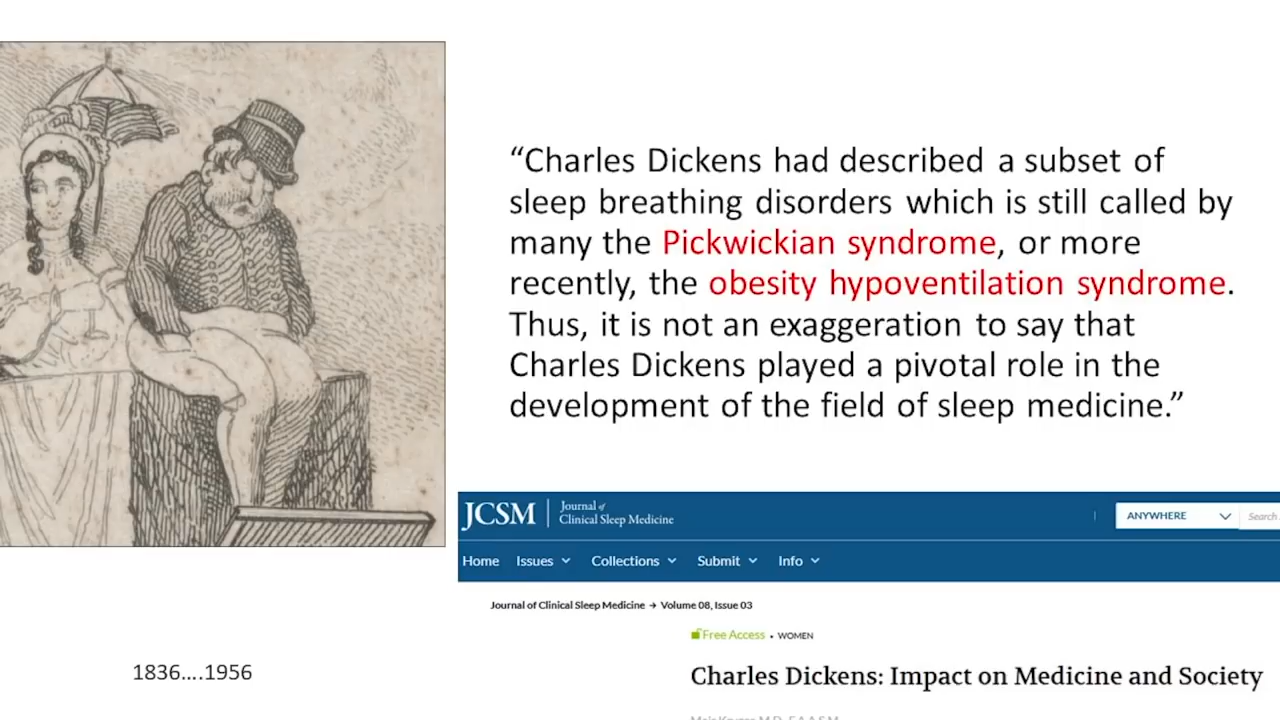 “Charles Dickens had described a subset of
sleep breathing disorders which is still called by
many the Pickwickian syndrome, or more
recently, the obesity hypoventilation syndrome.
Thus, it is not an exaggeration to say that
Charles Dickens played a pivotal role in the
development of the field of sleep medicine.”
JCSM Journal of
Clinical Sleep Medicine
ANYWHERE Search
Home Issues Collections Submit Info
Journal of Clinical Sleep Medicine → Volume 08, Issue 03
Free Access • WOMEN
Charles Dickens: Impact on Medicine and Society
1836....1956